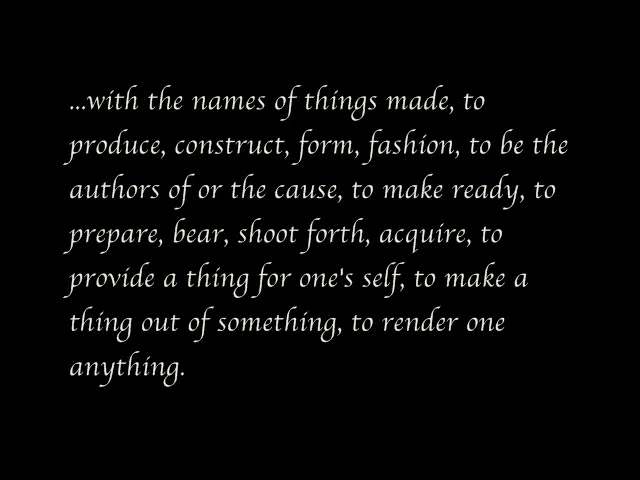 ...with the names of things made, to
produce, construct, form, fashion, to be the
authors of or the cause, to make ready, to
prepare, bear, shoot forth, acquire, to
provide a thing for one's self, to make a
thing out of something, to render one
anything.